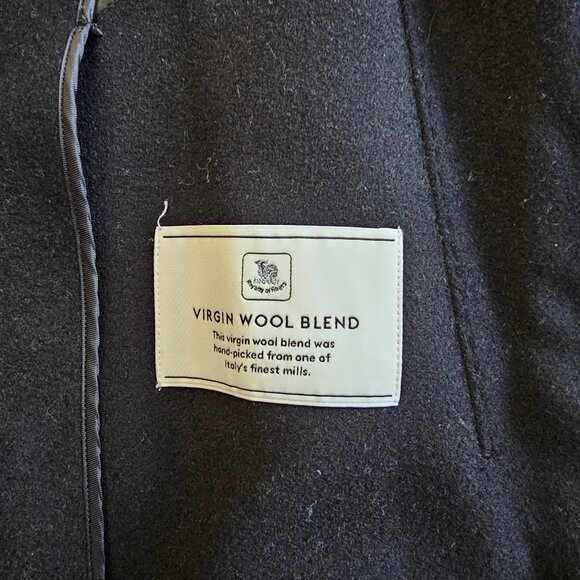 VIRGIN WOOL BLEND
This virgin wool blend was
hand-picked from one of
Italy's finest mills.